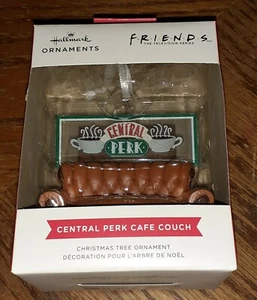 Hallmark
ORNAMENTS
F·R·I·E·N·D·S
THE TELEVISION SERIES
CENTRAL
PERK
CENTRAL PERK CAFE COUCH
CHRISTMAS TREE ORNAMENT
DÉCORATION POUR L'ARBRE DE NOËL